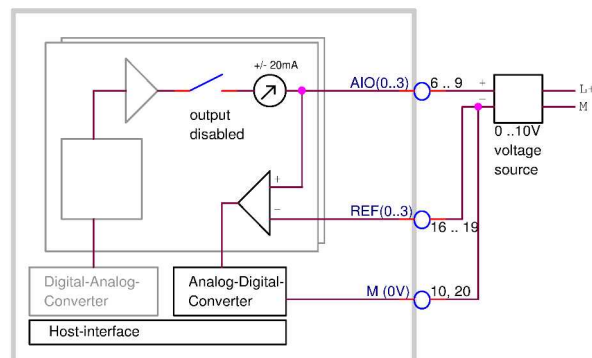 +/- 20mA
AIO(0..3)
6 .. 9
+
−
L+
M
output
disabled
0 ..10V
voltage
source
+
−
REF(0..3)
16 .. 19
Digital-Analog-
Converter
Analog-Digital-
Converter
M (0V)
10, 20
Host-interface